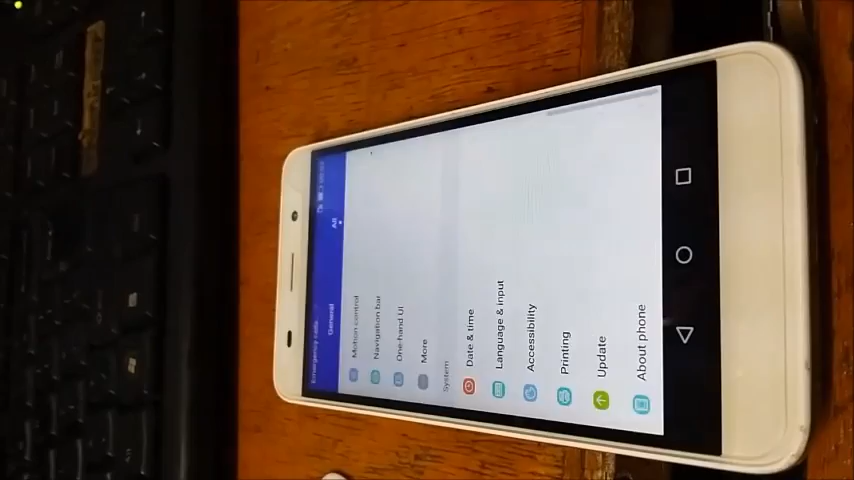 Emergency calls
General
All
Motion control
Navigation bar
One-hand UI
More
System
Date & time
Language & input
Accessibility
Printing
Update
About phone